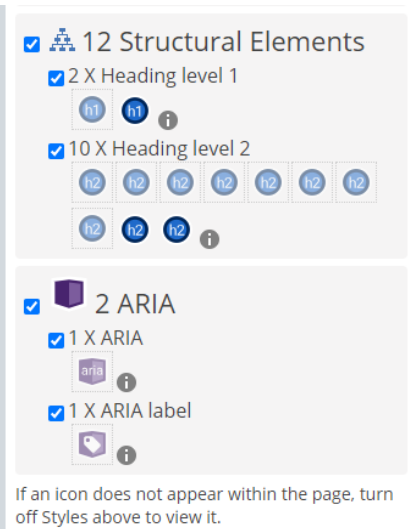 12 Structural Elements
2 X Heading level 1
h1 h1 i
10 X Heading level 2
h2 h2 h2 h2 h2 h2 h2
h2 h2 h2 i
2 ARIA
1 X ARIA
aria i
1 X ARIA label
i
If an icon does not appear within the page, turn
off Styles above to view it.